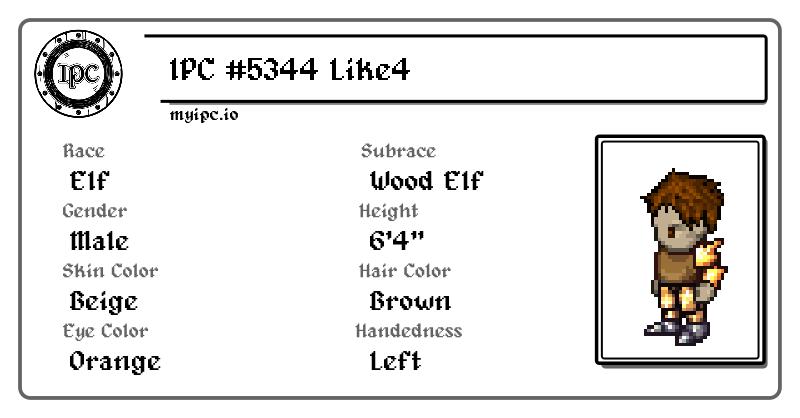 IPC
IPC #5344 Like4
myipc.io
Race
Subrace
Elf
Wood Elf
Gender
Height
Male
6'4"
Skin Color
Hair Color
Beige
Brown
Eye Color
Handedness
Orange
Left